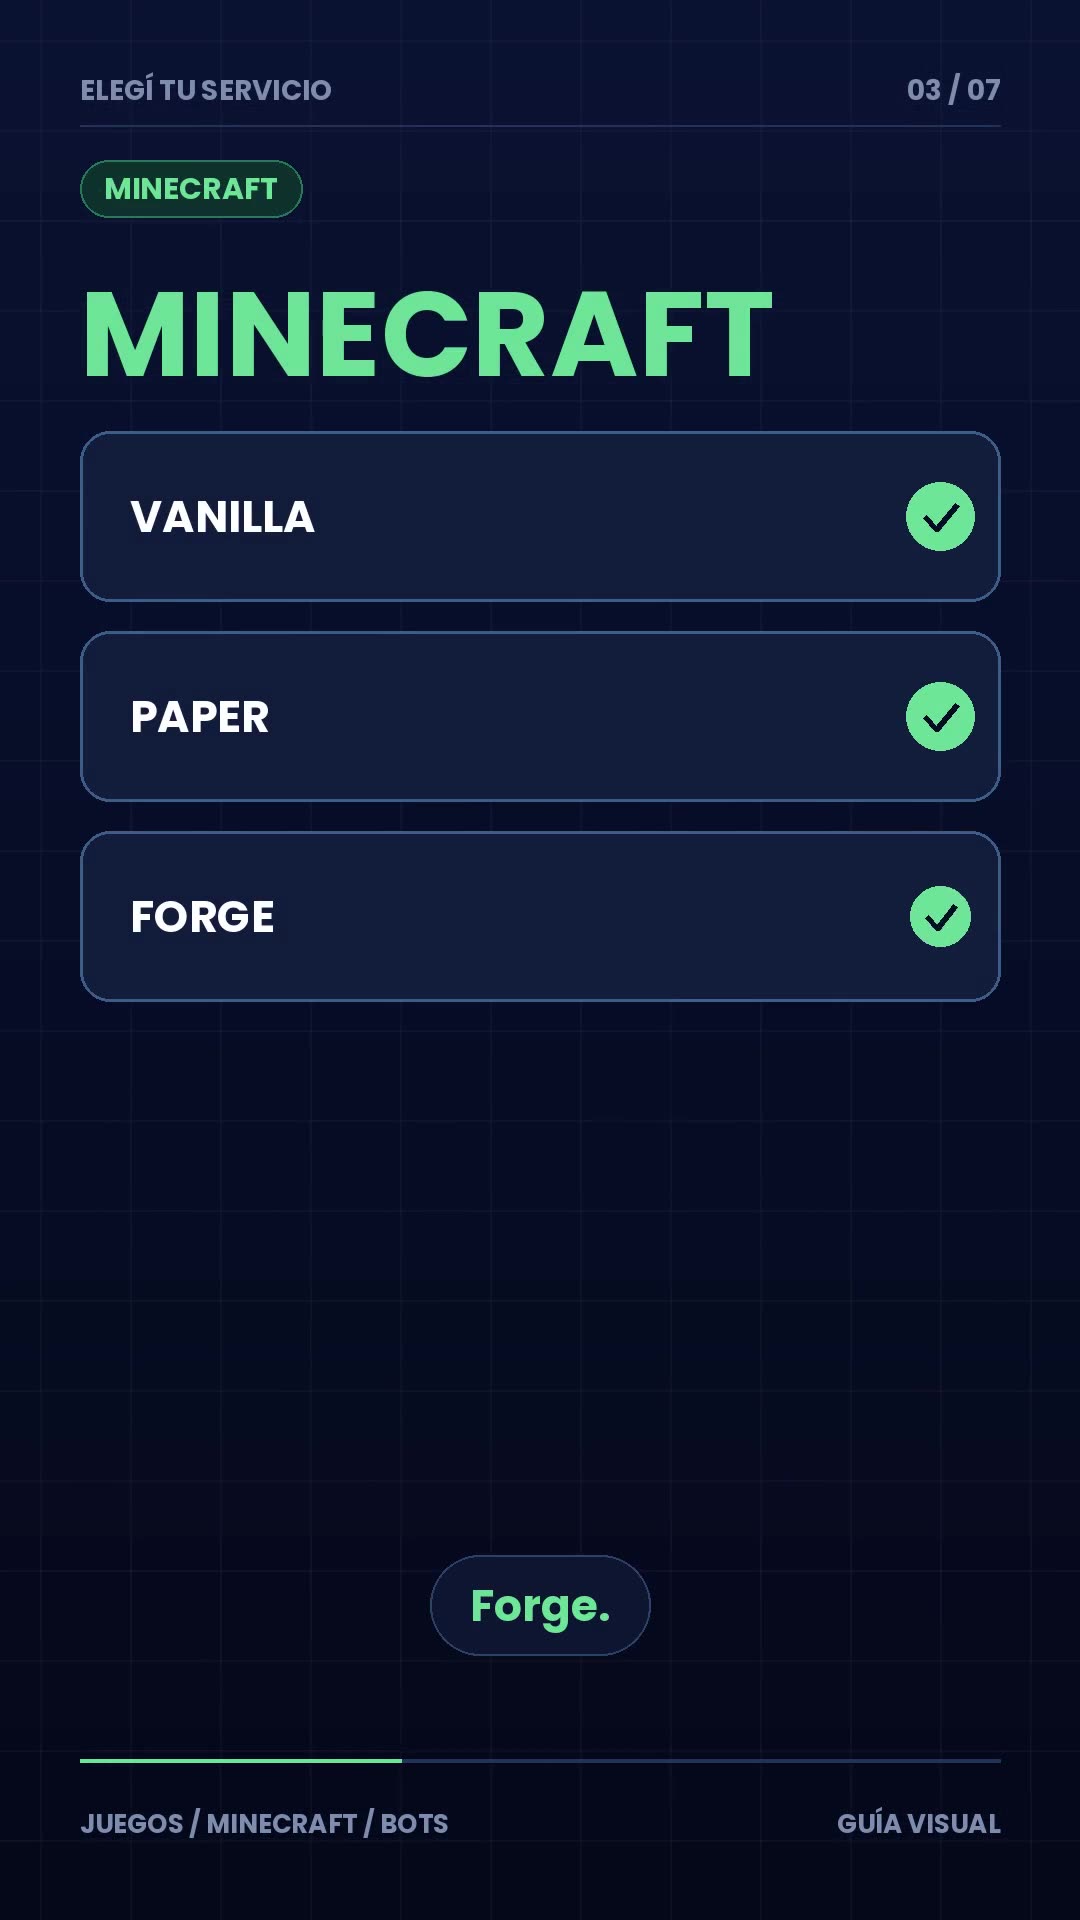 ELEGÍ TU SERVICIO
03 / 07
MINECRAFT
MINECRAFT
VANILLA
PAPER
FORGE
Forge.
JUEGOS / MINECRAFT / BOTS
GUÍA VISUAL